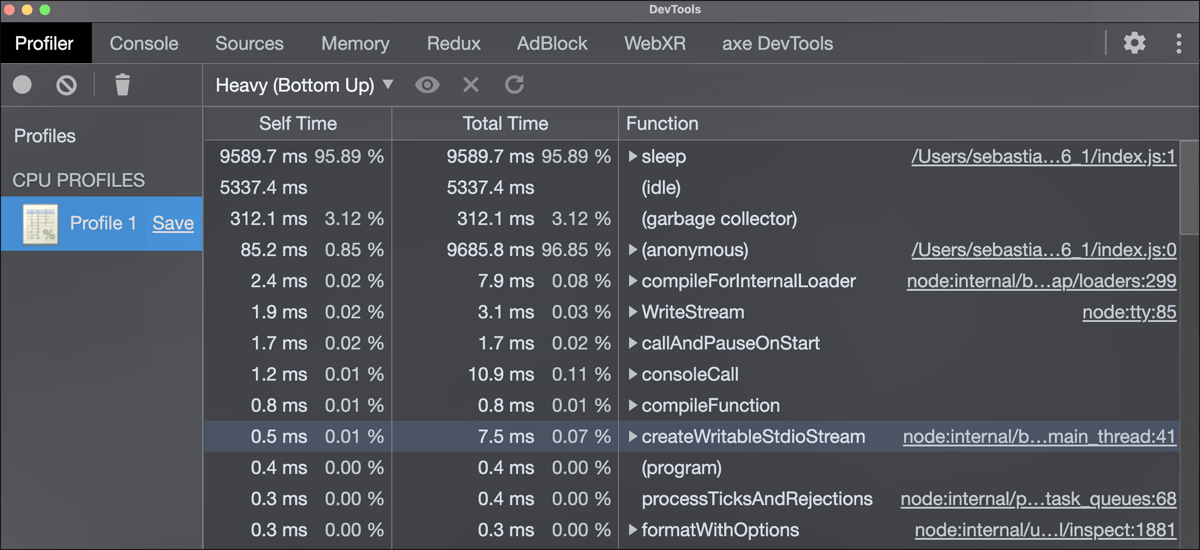 DevTools
Profiler Console Sources Memory Redux AdBlock WebXR axe DevTools
Heavy (Bottom Up) ▼
Profiles
CPU PROFILES
Profile 1 Save
Self Time Total Time Function
9589.7 ms 95.89 % 9589.7 ms 95.89 % sleep /Users/sebastia…6_1/index.js:1
5337.4 ms 5337.4 ms (idle)
312.1 ms 3.12 % 312.1 ms 3.12 % (garbage collector)
85.2 ms 0.85 % 9685.8 ms 96.85 % (anonymous) /Users/sebastia…6_1/index.js:0
2.4 ms 0.02 % 7.9 ms 0.08 % compileForInternalLoader node:internal/b…ap/loaders:299
1.9 ms 0.02 % 3.1 ms 0.03 % WriteStream node:tty:85
1.7 ms 0.02 % 1.7 ms 0.02 % callAndPauseOnStart
1.2 ms 0.01 % 10.9 ms 0.11 % consoleCall
0.8 ms 0.01 % 0.8 ms 0.01 % compileFunction
0.5 ms 0.01 % 7.5 ms 0.07 % createWritableStdioStream node:internal/b…main_thread:41
0.4 ms 0.00 % 0.4 ms 0.00 % (program)
0.3 ms 0.00 % 0.4 ms 0.00 % processTicksAndRejections node:internal/p…task_queues:68
0.3 ms 0.00 % 0.3 ms 0.00 % formatWithOptions node:internal/u…l/inspect:1881